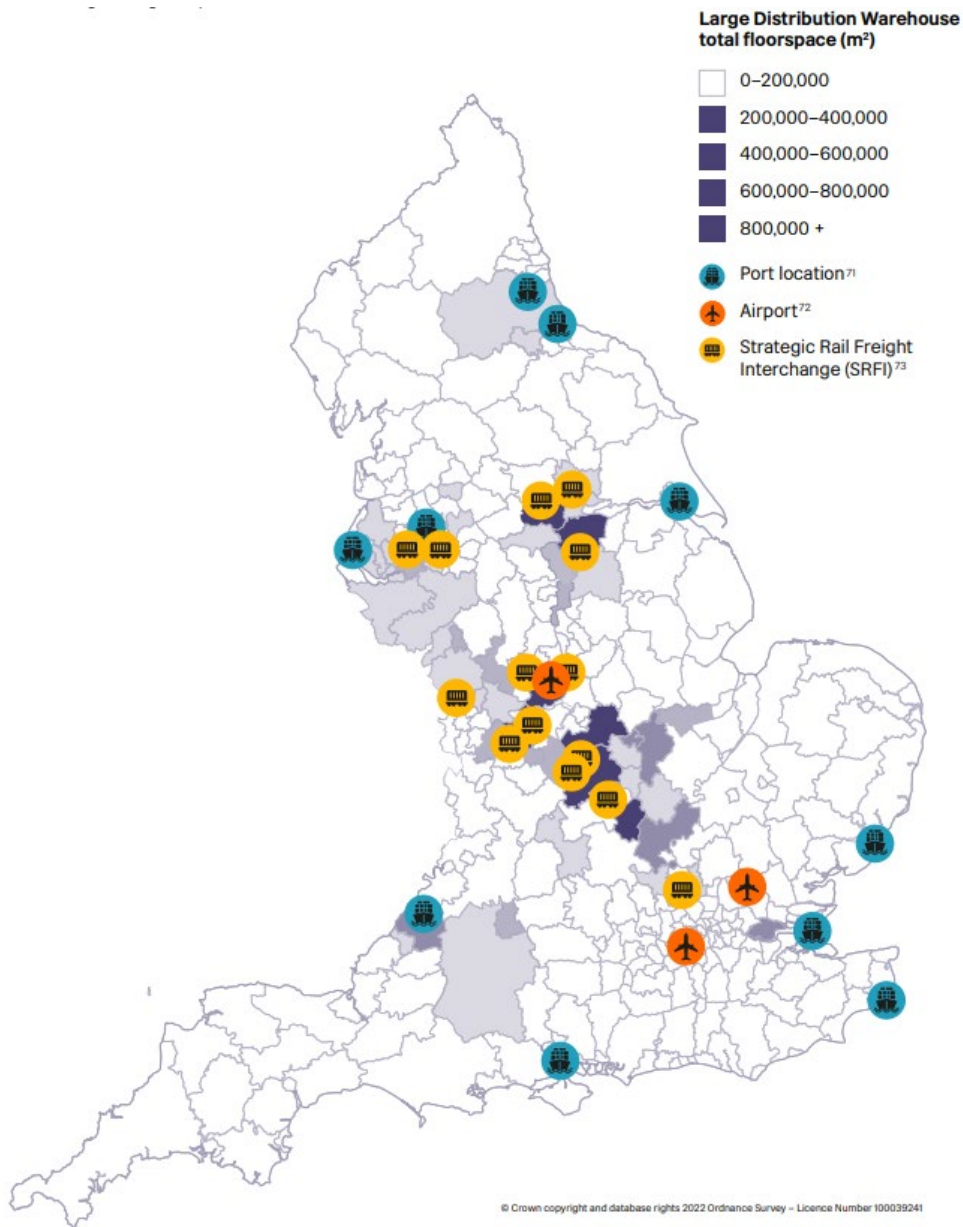 Large Distribution Warehouse
total floorspace (m²)
0–200,000
200,000–400,000
400,000–600,000
600,000–800,000
800,000 +
Port location⁷¹
Airport⁷²
Strategic Rail Freight
Interchange (SRFI)⁷³
© Crown copyright and database rights 2022 Ordnance Survey – Licence Number 100039241